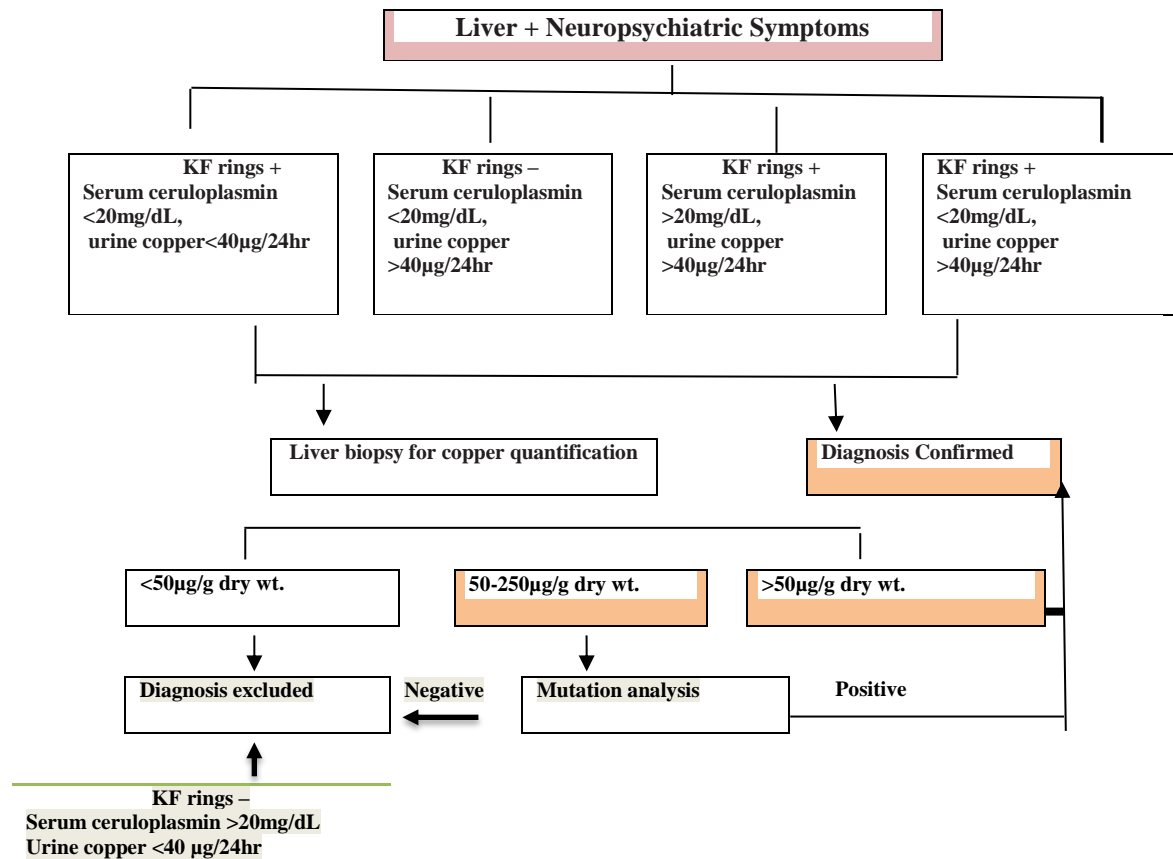 Liver + Neuropsychiatric Symptoms
KF rings +
Serum ceruloplasmin
<20mg/dL,
urine copper<40µg/24hr
KF rings –
Serum ceruloplasmin
<20mg/dL,
urine copper
>40µg/24hr
KF rings +
Serum ceruloplasmin
>20mg/dL,
urine copper
>40µg/24hr
KF rings +
Serum ceruloplasmin
<20mg/dL,
urine copper
>40µg/24hr
Liver biopsy for copper quantification
Diagnosis Confirmed
<50µg/g dry wt.
50-250µg/g dry wt.
>50µg/g dry wt.
Diagnosis excluded
Negative
Mutation analysis
Positive
KF rings –
Serum ceruloplasmin >20mg/dL
Urine copper <40 µg/24hr